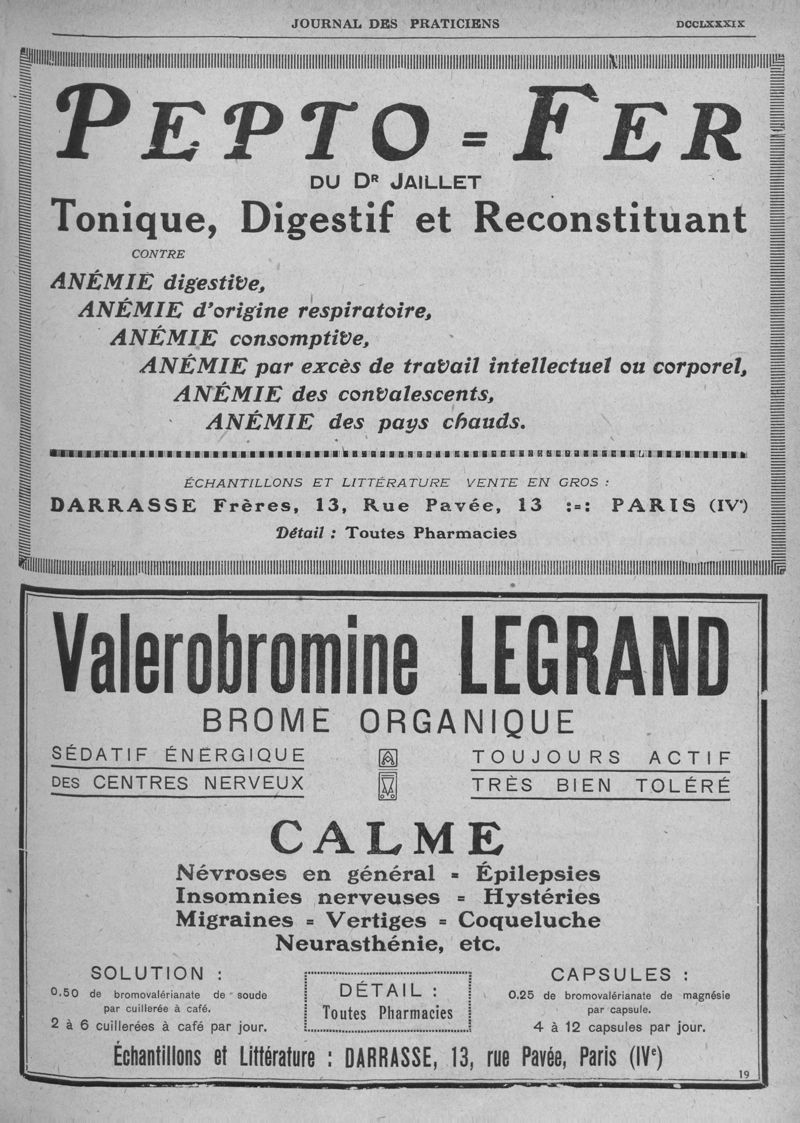 JOURNAL DES PRATICIENS
DCCLXXXIX
PEPTO = FER
DU DR JAILLET
Tonique, Digestif et Reconstituant
CONTRE
ANÉMIE digestive,
ANÉMIE d'origine respiratoire,
ANÉMIE consomptive,
ANÉMIE par excès de travail intellectuel ou corporel,
ANÉMIE des convalescents,
ANÉMIE des pays chauds.
ÉCHANTILLONS ET LITTÉRATURE VENTE EN GROS :
DARRASSE Frères, 13, Rue Pavée, 13 :=: PARIS (IVe)
Détail : Toutes Pharmacies
Valerobromine LEGRAND
BROME ORGANIQUE
SÉDATIF ÉNERGIQUE
DES CENTRES NERVEUX
TOUJOURS ACTIF
TRÈS BIEN TOLÉRÉ
CALME
Névroses en général = Épilepsies
Insomnies nerveuses = Hystéries
Migraines = Vertiges = Coqueluche
Neurasthénie, etc.
SOLUTION :
0.50 de bromovalérianate de soude
par cuillerée à café.
2 à 6 cuillerées à café par jour.
DÉTAIL :
Toutes Pharmacies
CAPSULES :
0.25 de bromovalérianate de magnésie
par capsule.
4 à 12 capsules par jour.
Échantillons et Littérature : DARRASSE, 13, rue Pavée, Paris (IVe)
19